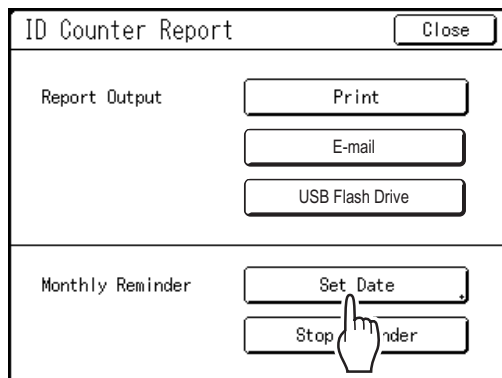 ID Counter Report
Close
Report Output
Print
E-mail
USB Flash Drive
Monthly Reminder
Set Date
Stop nder